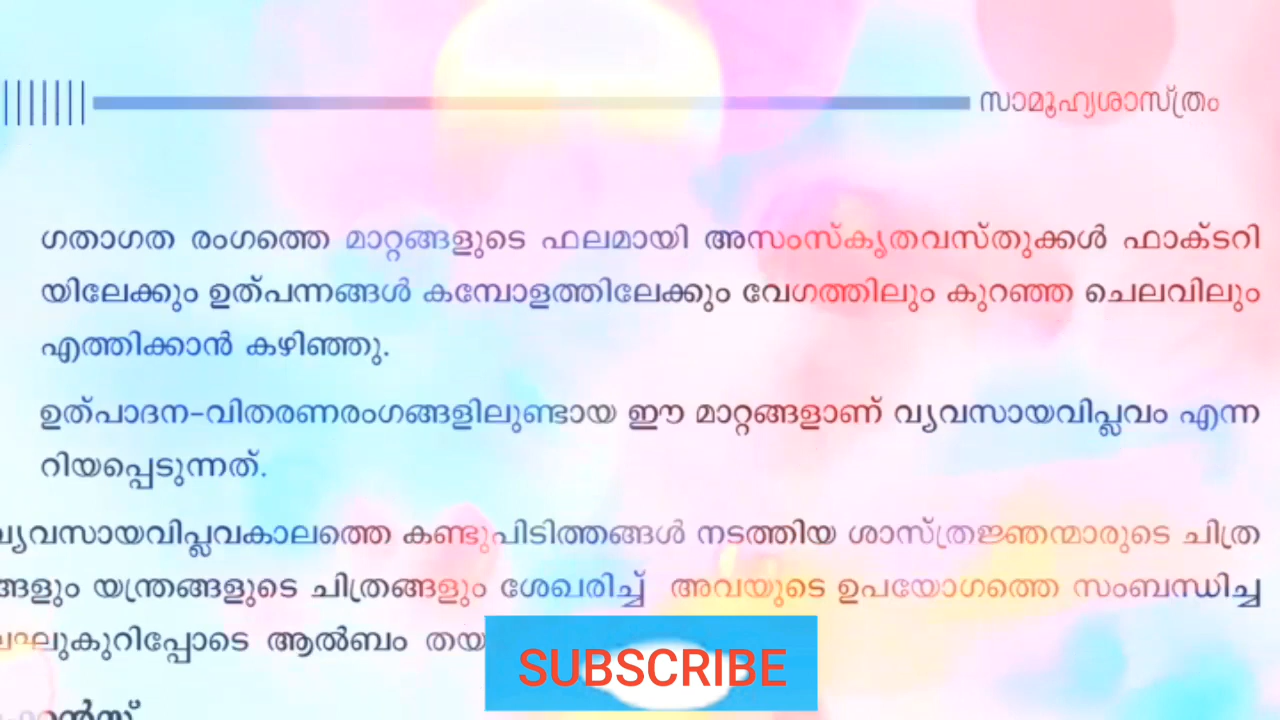 സാമൂഹ്യശാസ്ത്രം
ഗതാഗത രംഗത്തെ മാറ്റങ്ങളുടെ ഫലമായി അസംസ്കൃതവസ്തുക്കൾ ഫാക്ടറി
യിലേക്കും ഉത്പന്നങ്ങൾ കമ്പോളത്തിലേക്കും വേഗത്തിലും കുറഞ്ഞ ചെലവിലും
എത്തിക്കാൻ കഴിഞ്ഞു.
ഉത്പാദന-വിതരണരംഗങ്ങളിലുണ്ടായ ഈ മാറ്റങ്ങളാണ് വ്യവസായവിപ്ലവം എന്ന
റിയപ്പെടുന്നത്.
വ്യവസായവിപ്ലവകാലത്തെ കണ്ടുപിടിത്തങ്ങൾ നടത്തിയ ശാസ്ത്രജ്ഞന്മാരുടെ ചിത്ര
ങ്ങളും യന്ത്രങ്ങളുടെ ചിത്രങ്ങളും ശേഖരിച്ച് അവയുടെ ഉപയോഗത്തെ സംബന്ധിച്ച
ലഘുകുറിപ്പോടെ ആൽബം തയ
SUBSCRIBE